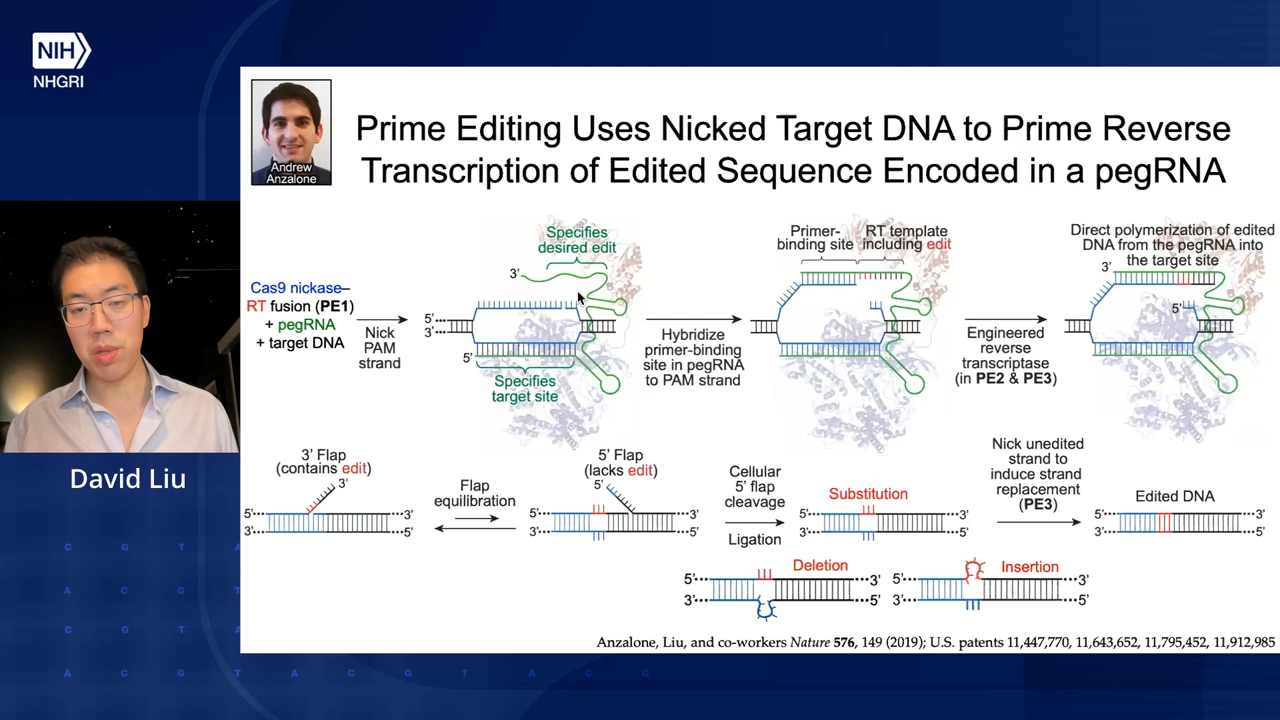 NIH
NHGRI
Andrew
Anzalone
Prime Editing Uses Nicked Target DNA to Prime Reverse
Transcription of Edited Sequence Encoded in a pegRNA
Cas9 nickase–
RT fusion (PE1)
+ pegRNA
+ target DNA
Nick
PAM
strand
Specifies
desired edit
3'
5'
3'
5'
Specifies
target site
Hybridize
primer-binding
site in pegRNA
to PAM strand
Primer-
binding site
RT template
including edit
Engineered
reverse
transcriptase
(in PE2 & PE3)
Direct polymerization of edited
DNA from the pegRNA into
the target site
3'
5'
David Liu
3' Flap
(contains edit)
3'
5' 3'
3' 5'
Flap
equilibration
5' Flap
(lacks edit)
5'
5' 3'
3' 5'
Cellular
5' flap
cleavage
Ligation
Substitution
5' 3'
3' 5'
Nick unedited
strand to
induce strand
replacement
(PE3)
Edited DNA
5' 3'
3' 5'
Deletion
5' 3'
3' 5'
Insertion
5' 3'
3' 5'
Anzalone, Liu, and co-workers Nature 576, 149 (2019); U.S. patents 11,447,770, 11,643,652, 11,795,452, 11,912,985
C G T A
A C G T
C G T A
A C G T A C G T A C G